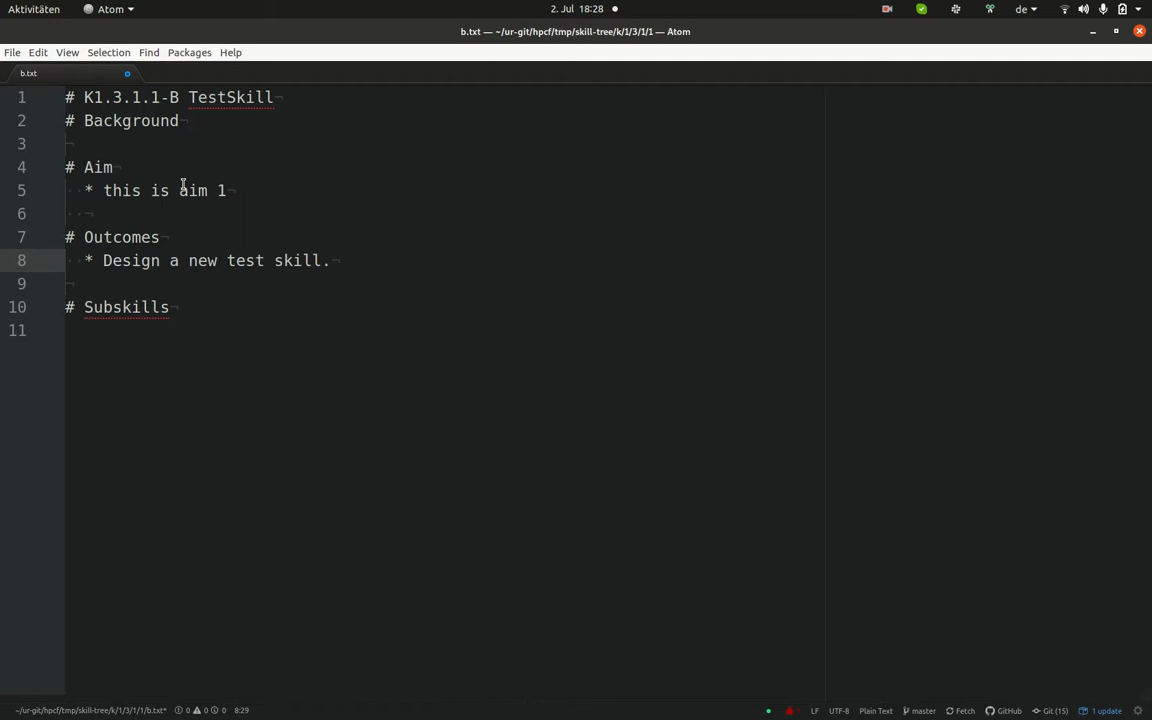 Aktivitäten Atom 2. Jul 18:28 de
b.txt — ~/ur-git/hpcf/tmp/skill-tree/k/1/3/1/1 — Atom
File Edit View Selection Find Packages Help
b.txt
1 # K1.3.1.1-B TestSkill¬
2 # Background¬
3 ¬
4 # Aim¬
5 ··* this is aim 1¬
6 ··¬
7 # Outcomes¬
8 ··* Design a new test skill.¬
9 ¬
10 # Subskills¬
11
~/ur-git/hpcf/tmp/skill-tree/k/1/3/1/1/b.txt* 0 0 0 8:29 LF UTF-8 Plain Text master Fetch GitHub Git (15) 1 update